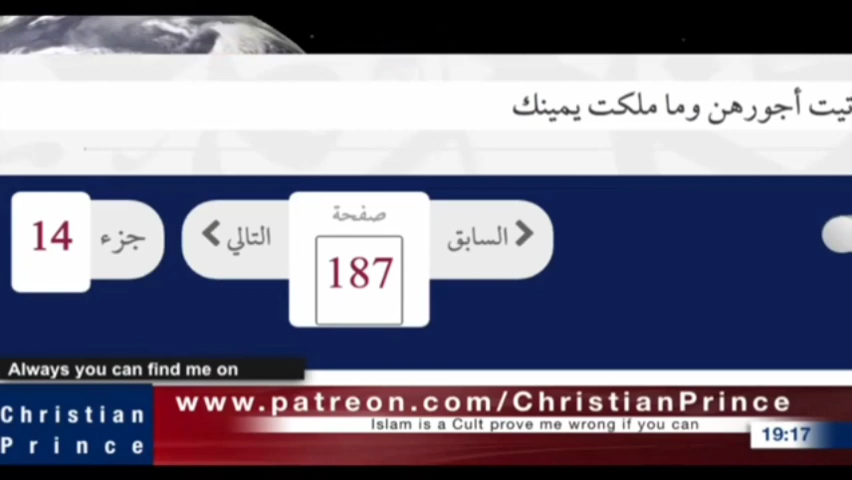 تيت أجورهن وما ملكت يمينك
صفحة
السابق
187
التالي
جزء
14
Always you can find me on
Christian
Prince
www.patreon.com/ChristianPrince
Islam is a Cult prove me wrong if you can
19:17